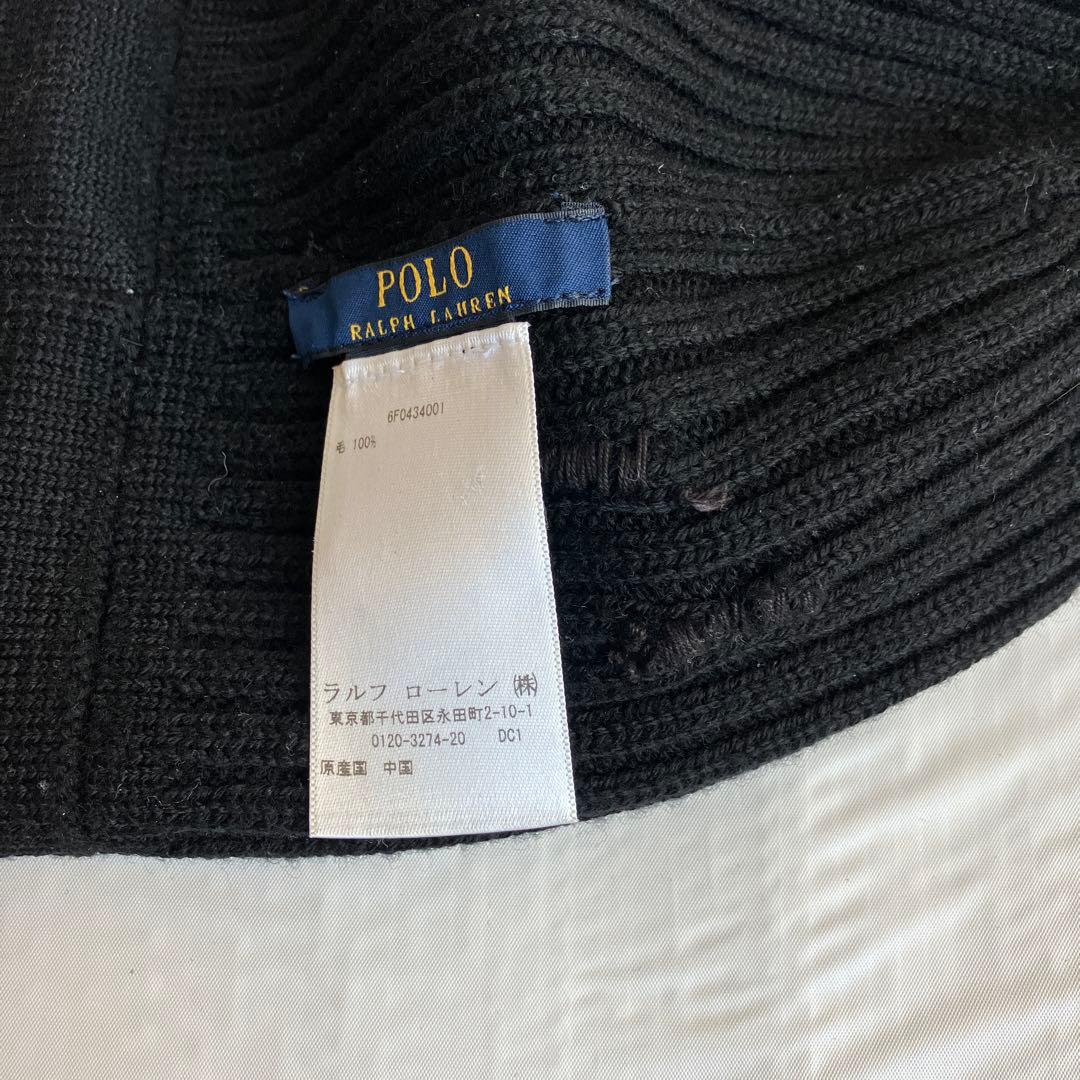 POLO
RALPH LAUREN
6F0434001
毛 100%
ラルフ ローレン ㈱
東京都千代田区永田町2-10-1
0120-3274-20 DC1
原産国 中国